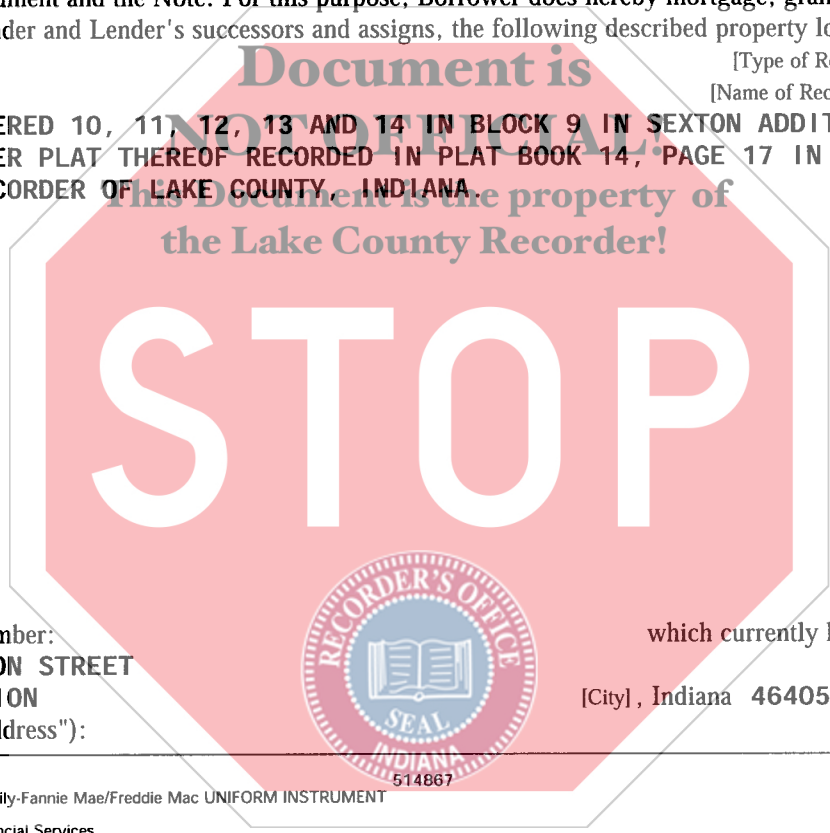 ment and the Note. For this purpose, Borrower does hereby mortgage, gran
der and Lender's successors and assigns, the following described property lo
Document is
[Type of Re
[Name of Rec
NOT OFFICIAL!
ERED 10, 11, 12, 13 AND 14 IN BLOCK 9 IN SEXTON ADDIT
ER PLAT THEREOF RECORDED IN PLAT BOOK 14, PAGE 17 IN
CORDER OF LAKE COUNTY, INDIANA.
This Document is the property of
the Lake County Recorder!
STOP
RECORDER'S OFFICE
SEAL
INDIANA
mber:
which currently
ON STREET
ION
[City], Indiana 46405
ddress"):
514867
ily-Fannie Mae/Freddie Mac UNIFORM INSTRUMENT
ncial Services